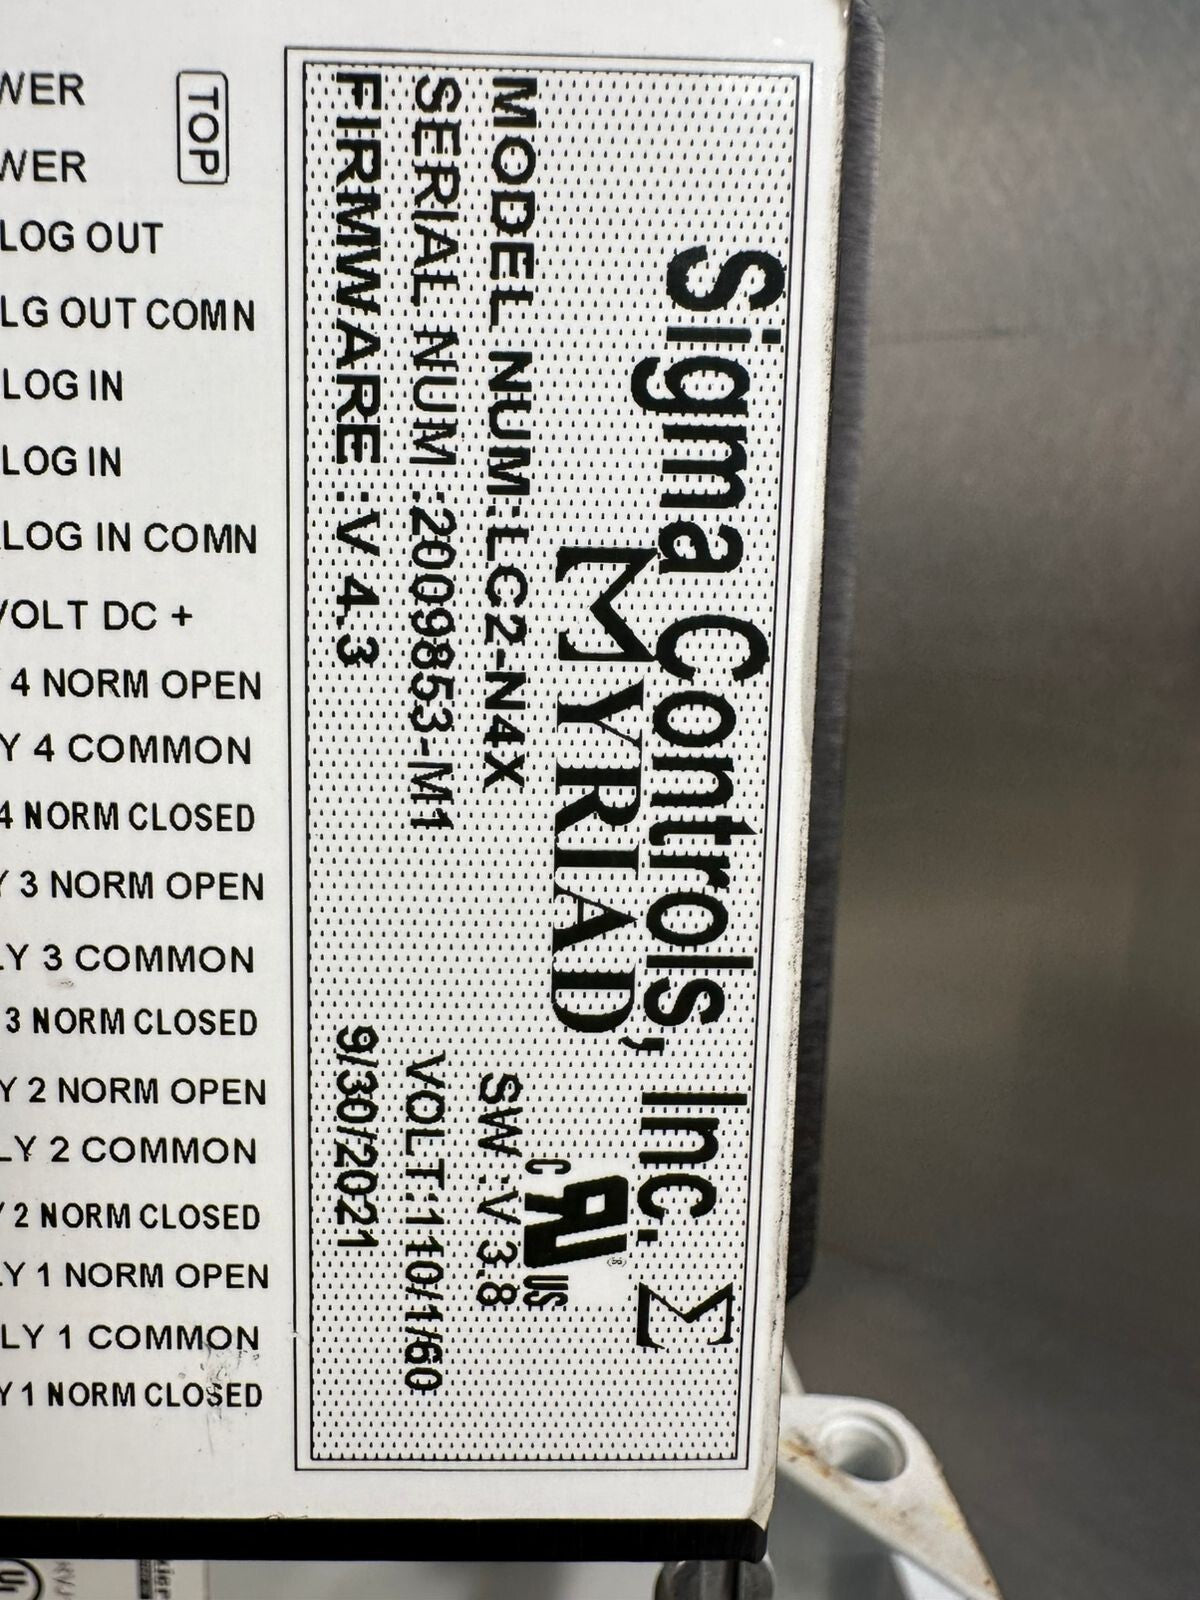 WER
WER
LOG OUT
LG OUT COMN
LOG IN
LOG IN
LOG IN COMN
VOLT DC +
4 NORM OPEN
Y 4 COMMON
4 NORM CLOSED
Y 3 NORM OPEN
LY 3 COMMON
3 NORM CLOSED
Y 2 NORM OPEN
LY 2 COMMON
Y 2 NORM CLOSED
LY 1 NORM OPEN
LY 1 COMMON
Y 1 NORM CLOSED
TOP
Sigma Controls, Inc. Σ
MYRIAD
C RU US
MODEL NUM:LC2-N4X SW :V 3.8
SERIAL NUM :2009853-M1 VOLT:110/1/60
FIRMWARE :V 4.3 9/30/2021
UL